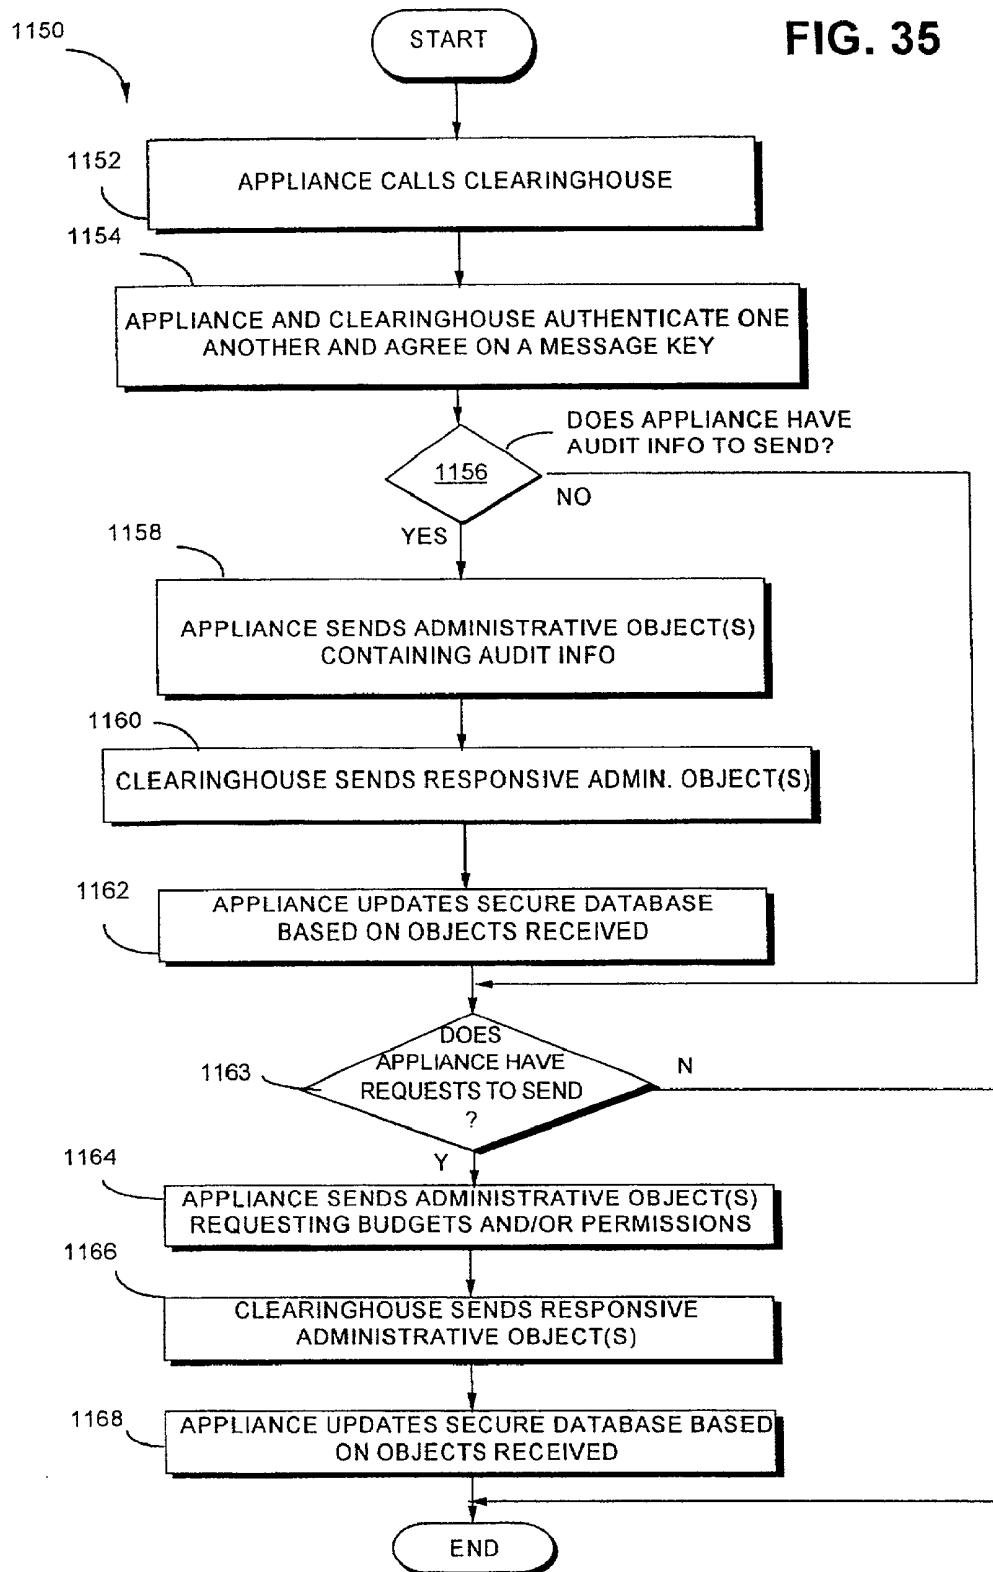 FIG. 35
1150
START
1152
APPLIANCE CALLS CLEARINGHOUSE
1154
APPLIANCE AND CLEARINGHOUSE AUTHENTICATE ONE
ANOTHER AND AGREE ON A MESSAGE KEY
DOES APPLIANCE HAVE
AUDIT INFO TO SEND?
1156
NO
YES
1158
APPLIANCE SENDS ADMINISTRATIVE OBJECT(S)
CONTAINING AUDIT INFO
1160
CLEARINGHOUSE SENDS RESPONSIVE ADMIN. OBJECT(S)
1162
APPLIANCE UPDATES SECURE DATABASE
BASED ON OBJECTS RECEIVED
DOES
APPLIANCE HAVE
REQUESTS TO SEND
?
1163
N
Y
1164
APPLIANCE SENDS ADMINISTRATIVE OBJECT(S)
REQUESTING BUDGETS AND/OR PERMISSIONS
1166
CLEARINGHOUSE SENDS RESPONSIVE
ADMINISTRATIVE OBJECT(S)
1168
APPLIANCE UPDATES SECURE DATABASE BASED
ON OBJECTS RECEIVED
END